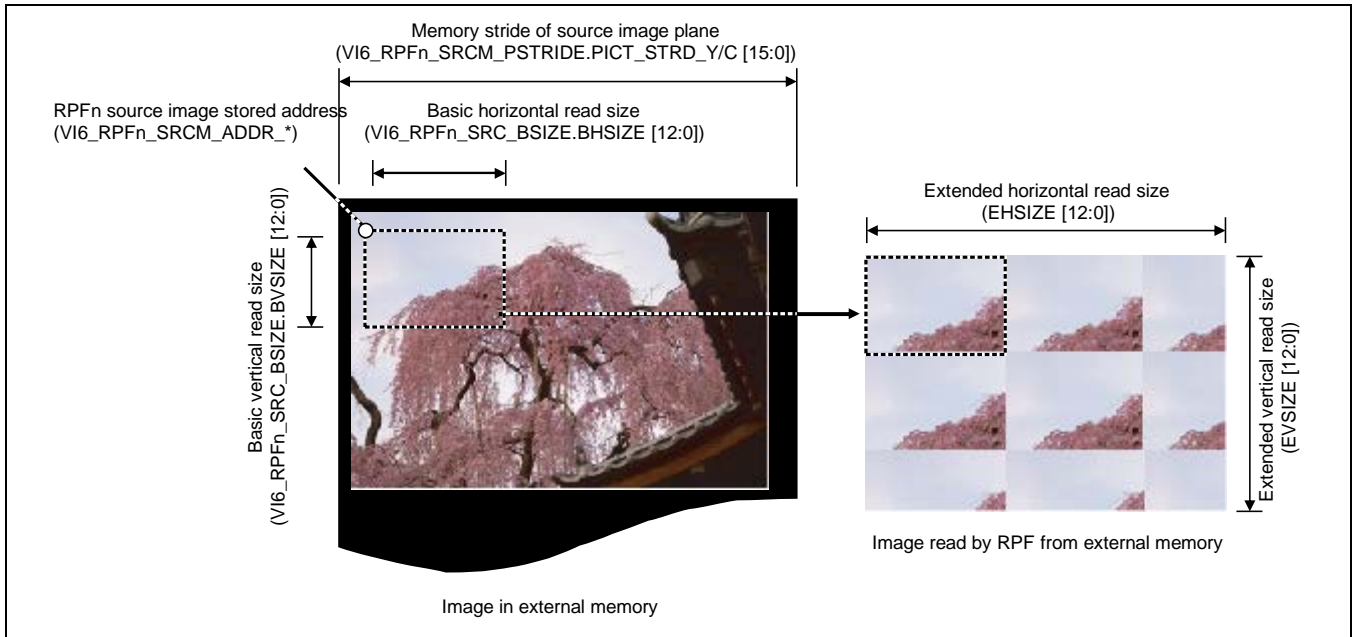 Memory stride of source image plane
(VI6_RPFn_SRCM_PSTRIDE.PICT_STRD_Y/C [15:0])
RPFn source image stored address
(VI6_RPFn_SRCM_ADDR_*)
Basic horizontal read size
(VI6_RPFn_SRC_BSIZE.BHSIZE [12:0])
Basic vertical read size
(VI6_RPFn_SRC_BSIZE.BVSIZE [12:0])
Extended horizontal read size
(EHSIZE [12:0])
Extended vertical read size
(EVSIZE [12:0])
Image read by RPF from external memory
Image in external memory